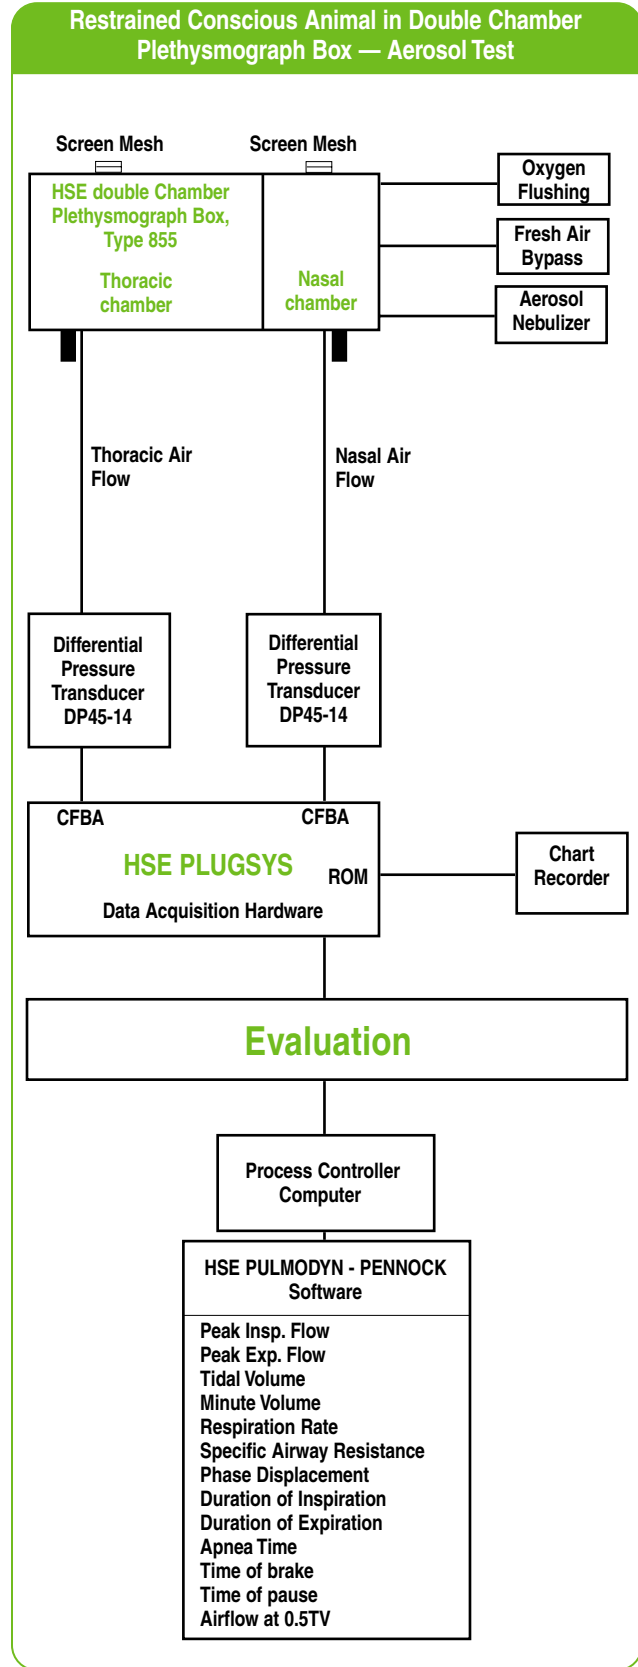 Restrained Conscious Animal in Double Chamber
Plethysmograph Box — Aerosol Test
Screen Mesh
Screen Mesh
HSE double Chamber
Plethysmograph Box,
Type 855
Thoracic
chamber
Nasal
chamber
Oxygen
Flushing
Fresh Air
Bypass
Aerosol
Nebulizer
Thoracic Air
Flow
Nasal Air
Flow
Differential
Pressure
Transducer
DP45-14
Differential
Pressure
Transducer
DP45-14
CFBA
CFBA
HSE PLUGSYS
ROM
Data Acquisition Hardware
Chart
Recorder
Evaluation
Process Controller
Computer
HSE PULMODYN - PENNOCK
Software
Peak Insp. Flow
Peak Exp. Flow
Tidal Volume
Minute Volume
Respiration Rate
Specific Airway Resistance
Phase Displacement
Duration of Inspiration
Duration of Expiration
Apnea Time
Time of brake
Time of pause
Airflow at 0.5TV